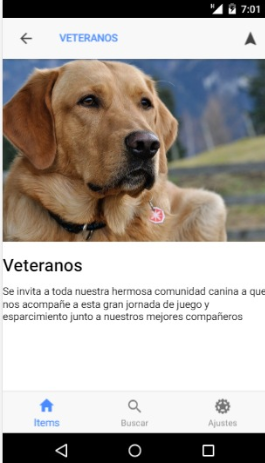 7:01
VETERANOS
Veteranos
Se invita a toda nuestra hermosa comunidad canina a que
nos acompañe a esta gran jornada de juego y
esparcimiento junto a nuestros mejores compañeros
Items
Buscar
Ajustes